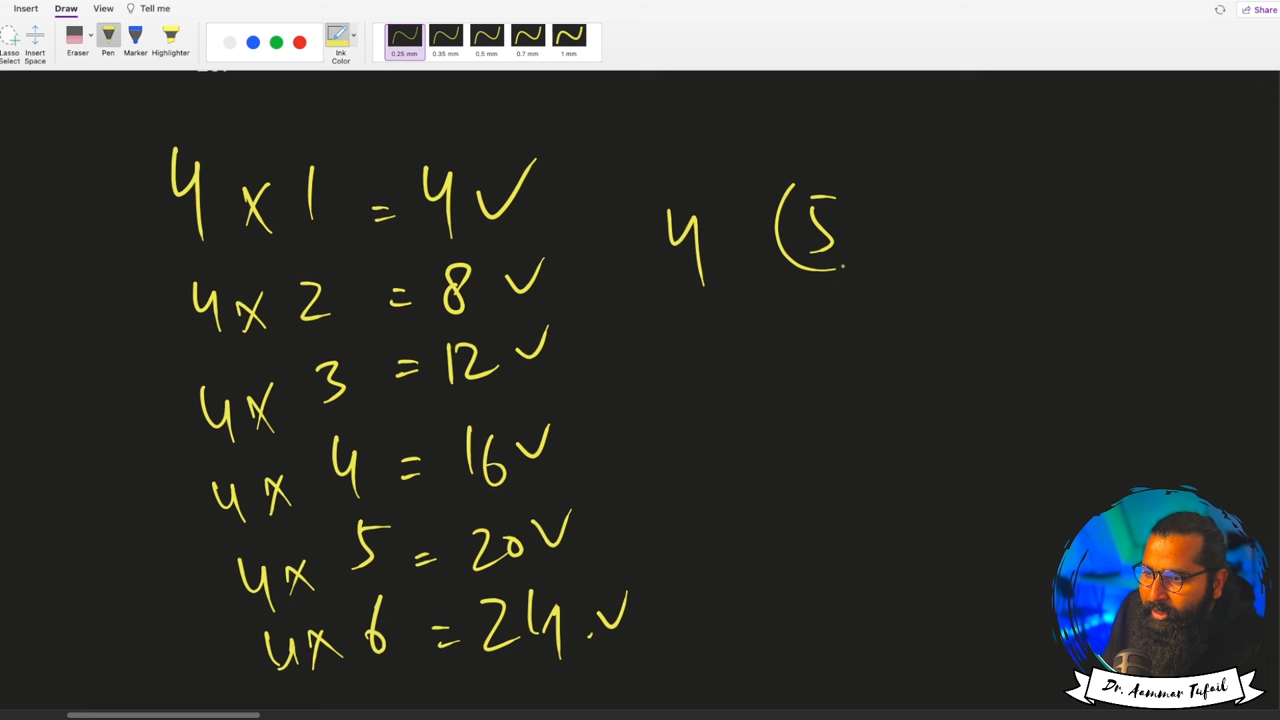 Insert Draw View Tell me
Share
Eraser Pen Marker Highlighter
Lasso Select
Insert Space
Ink Color
0.25 mm 0.35 mm 0.5 mm 0.7 mm 1 mm
4 x 1 = 4 ✓
4 (5
4 x 2 = 8 ✓
4 x 3 = 12 ✓
4 x 4 = 16 ✓
4 x 5 = 20 ✓
4 x 6 = 24 . ✓
Dr. Aammar Tufail